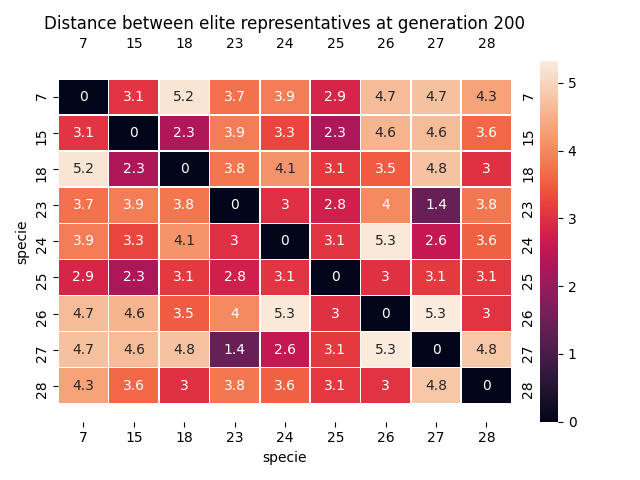 Distance between elite representatives at generation 200
7 15 18 23 24 25 26 27 28
7 0 3.1 5.2 3.7 3.9 2.9 4.7 4.7 4.3 7
15 3.1 0 2.3 3.9 3.3 2.3 4.6 4.6 3.6 15
18 5.2 2.3 0 3.8 4.1 3.1 3.5 4.8 3 18
23 3.7 3.9 3.8 0 3 2.8 4 1.4 3.8 23
24 3.9 3.3 4.1 3 0 3.1 5.3 2.6 3.6 24
25 2.9 2.3 3.1 2.8 3.1 0 3 3.1 3.1 25
26 4.7 4.6 3.5 4 5.3 3 0 5.3 3 26
27 4.7 4.6 4.8 1.4 2.6 3.1 5.3 0 4.8 27
28 4.3 3.6 3 3.8 3.6 3.1 3 4.8 0 28
7 15 18 23 24 25 26 27 28
specie
specie
5
4
3
2
1
0